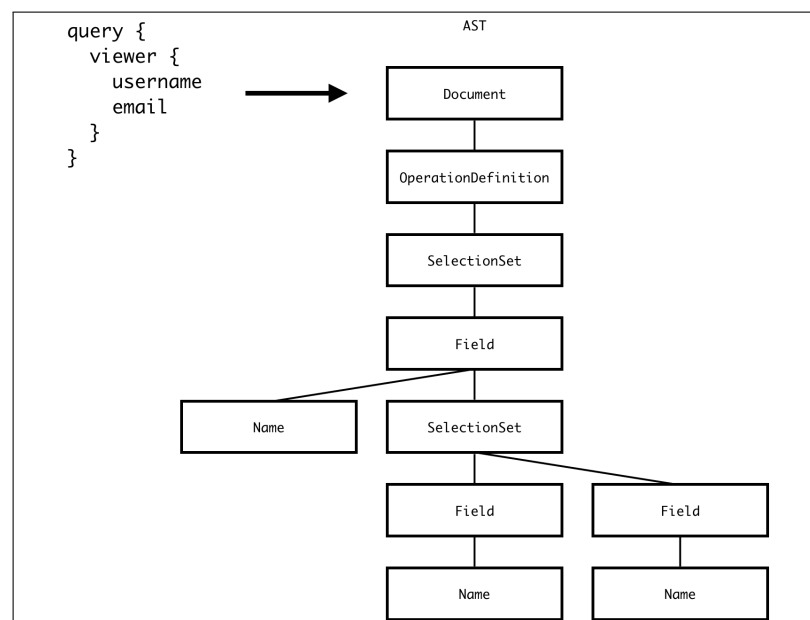 query {
  viewer {
    username
    email
  }
}
AST
Document
OperationDefinition
SelectionSet
Field
Name SelectionSet
Field Field
Name Name